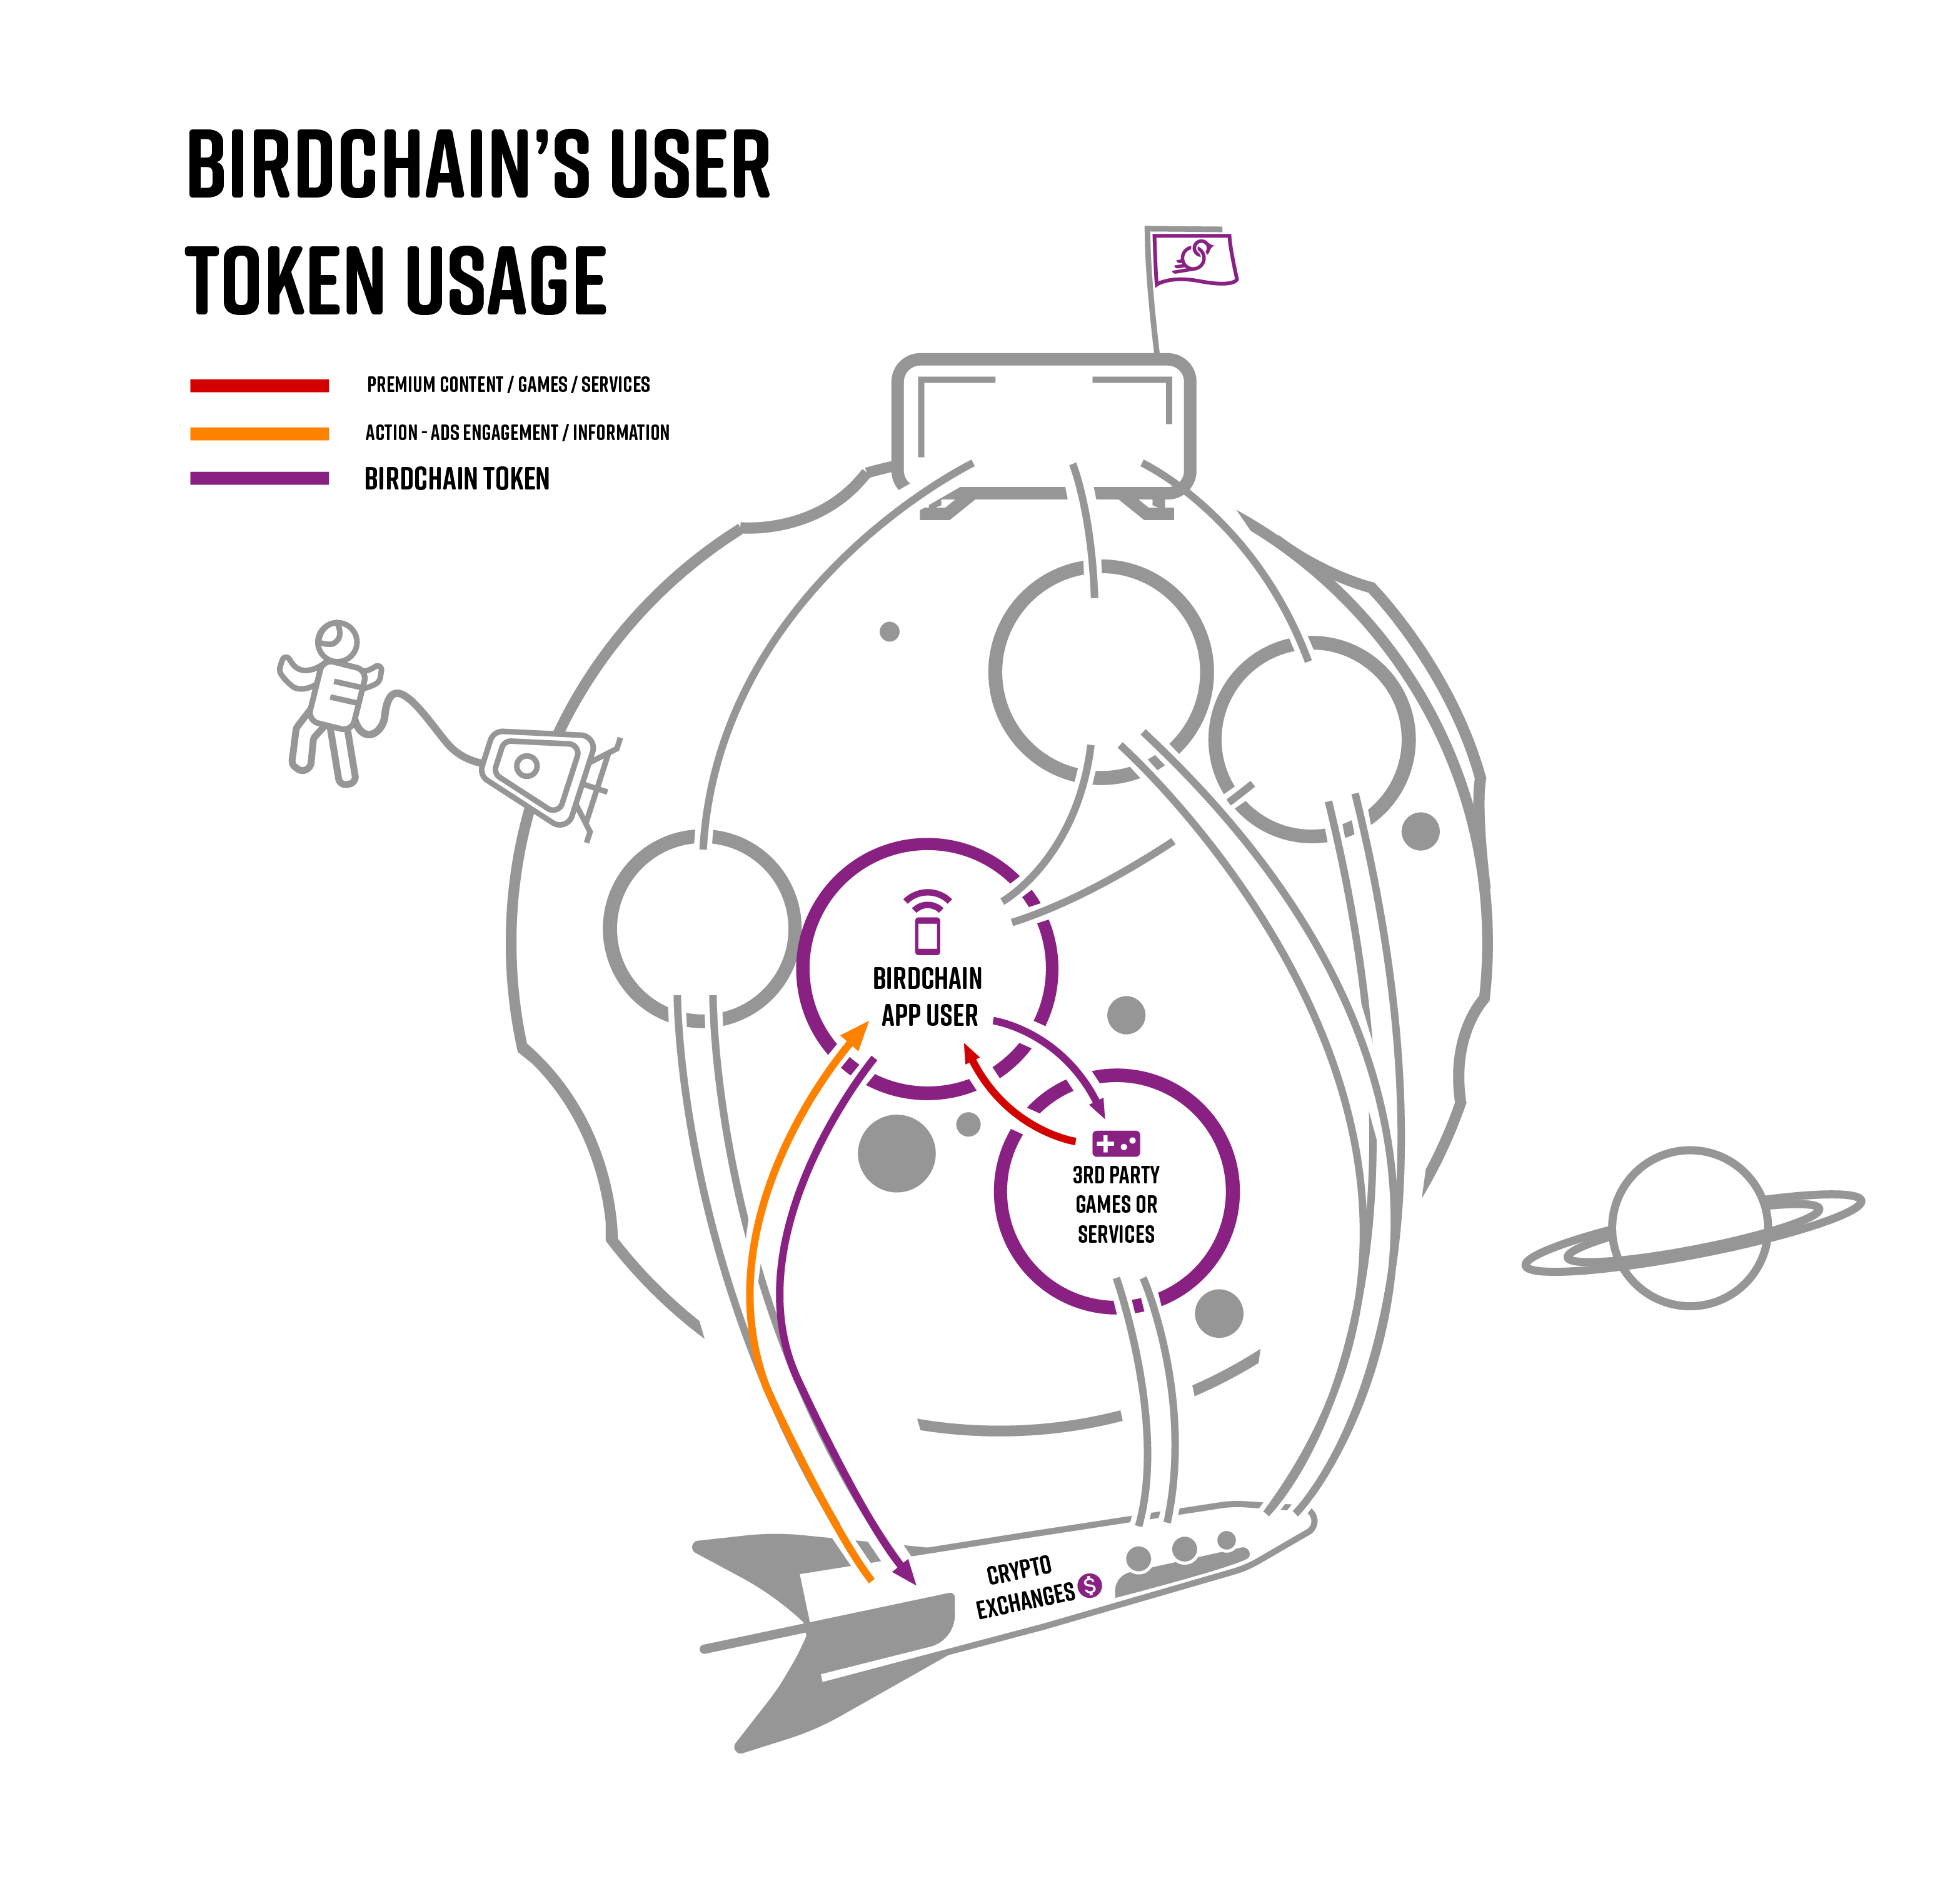 BIRDCHAIN'S USER
TOKEN USAGE
PREMIUM CONTENT / GAMES / SERVICES
ACTION - ADS ENGAGEMENT / INFORMATION
BIRDCHAIN TOKEN
BIRDCHAIN
APP USER
3RD PARTY
GAMES OR
SERVICES
CRYPTO
EXCHANGES
$